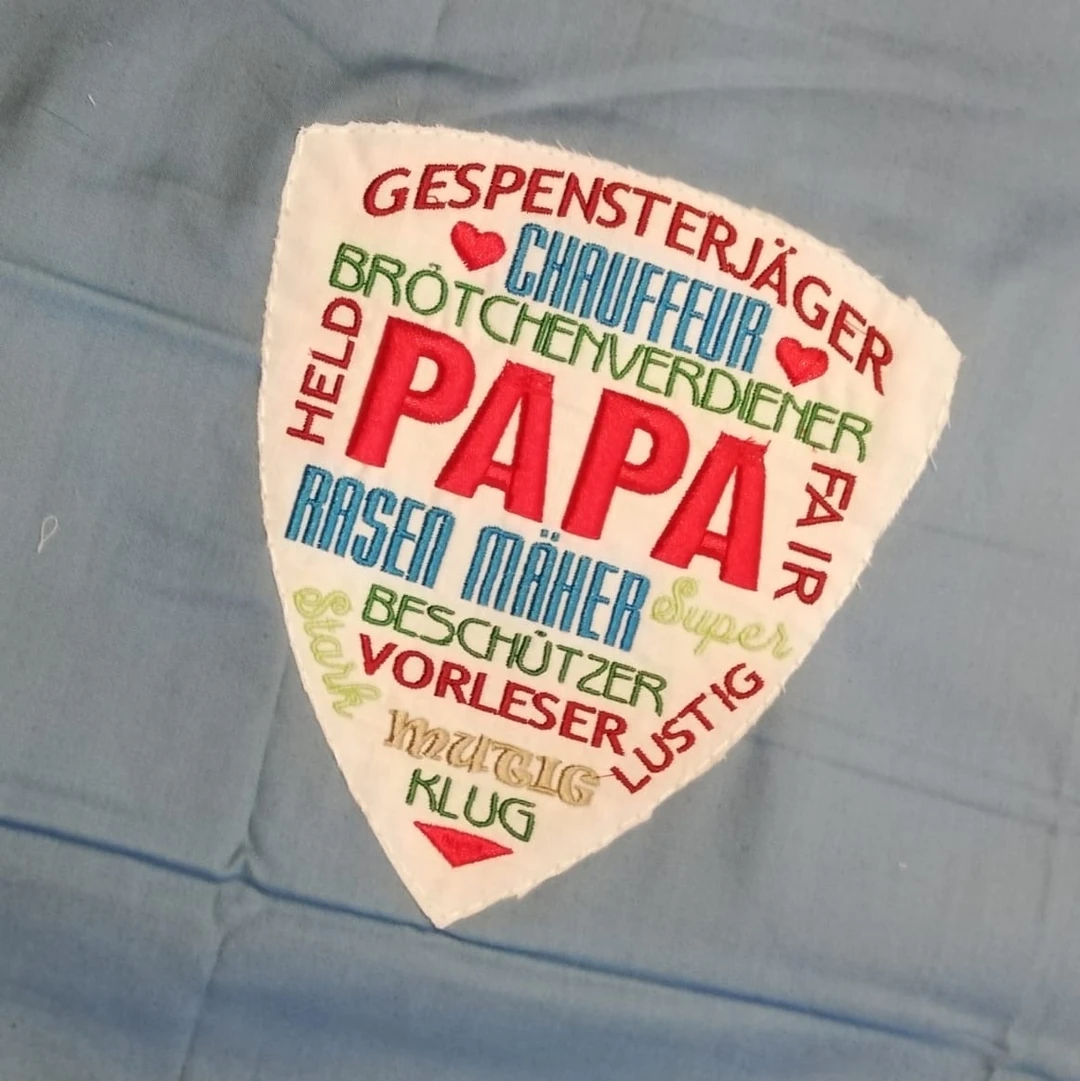 GESPENSTERJÄGER
CHAUFFEUR
BRÖTCHENVERDIENER
HELD
PAPA
FAIR
RASEN MÄHER
Super
Stark
BESCHÜTZER
VORLESER
LUSTIG
MUTIG
KLUG